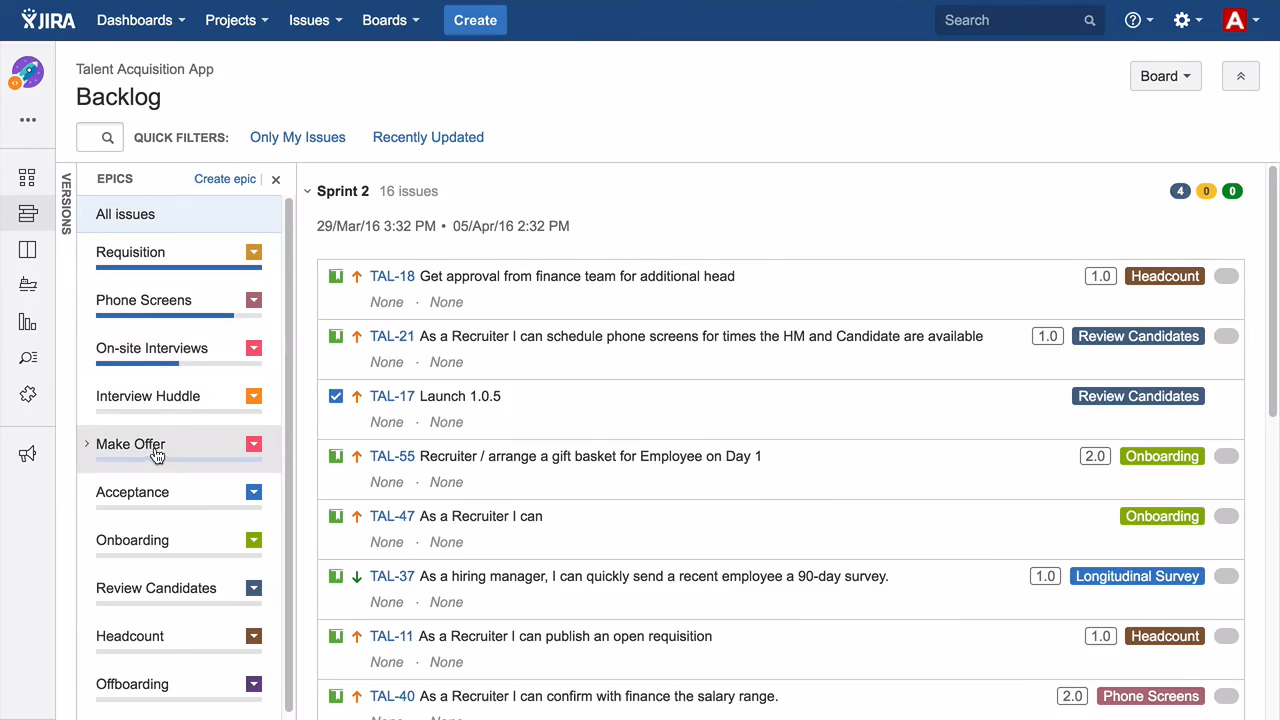 JIRA Dashboards Projects Issues Boards Create Search ? A
Talent Acquisition App
Backlog
Board
QUICK FILTERS: Only My Issues Recently Updated
VERSIONS
EPICS Create epic ×
All issues
Requisition
Phone Screens
On-site Interviews
Interview Huddle
Make Offer
Acceptance
Onboarding
Review Candidates
Headcount
Offboarding
Sprint 2 16 issues 4 0 0
29/Mar/16 3:32 PM • 05/Apr/16 2:32 PM
TAL-18 Get approval from finance team for additional head 1.0 Headcount
None · None
TAL-21 As a Recruiter I can schedule phone screens for times the HM and Candidate are available 1.0 Review Candidates
None · None
TAL-17 Launch 1.0.5 Review Candidates
None · None
TAL-55 Recruiter / arrange a gift basket for Employee on Day 1 2.0 Onboarding
None · None
TAL-47 As a Recruiter I can Onboarding
None · None
TAL-37 As a hiring manager, I can quickly send a recent employee a 90-day survey. 1.0 Longitudinal Survey
None · None
TAL-11 As a Recruiter I can publish an open requisition 1.0 Headcount
None · None
TAL-40 As a Recruiter I can confirm with finance the salary range. 2.0 Phone Screens